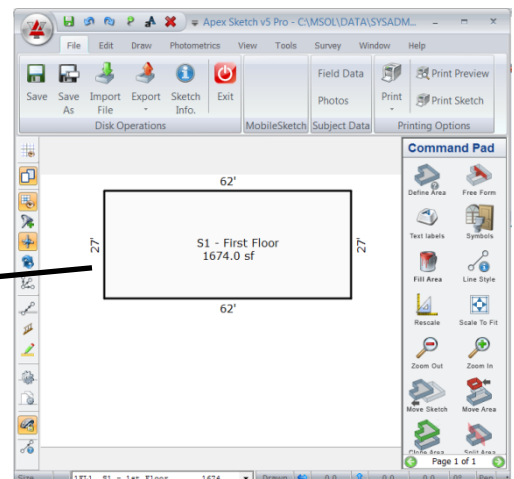 Apex Sketch v5 Pro - C:\MSOL\DATA\SYSADM...
File Edit Draw Photometrics View Tools Survey Window Help
Save
Save As
Import File
Export
Sketch Info.
Exit
Disk Operations
MobileSketch
Field Data
Photos
Subject Data
Print
Print Preview
Print Sketch
Printing Options
62'
27'
S1 - First Floor
1674.0 sf
27'
62'
Command Pad
Define Area Free Form
Text labels Symbols
Fill Area Line Style
Rescale Scale To Fit
Zoom Out Zoom In
Move Sketch Move Area
Clone Area Split Area
Page 1 of 1